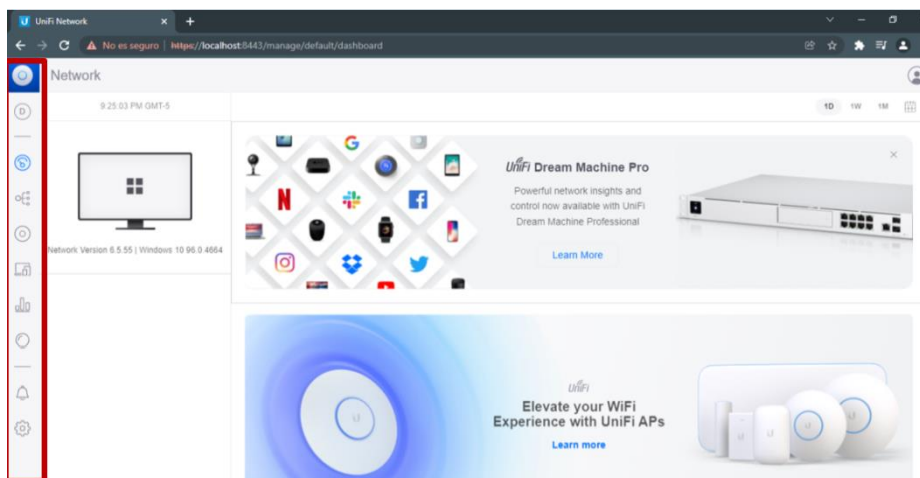 UniFi Network
No es seguro | https://localhost:8443/manage/default/dashboard
Network
9:25:03 PM GMT-5
1D 1W 1M
D
UniFi Dream Machine Pro
Powerful network insights and
control now available with UniFi
Dream Machine Professional
Learn More
Network Version 6.5.55 | Windows 10 96.0.4664
UniFi
Elevate your WiFi
Experience with UniFi APs
Learn more